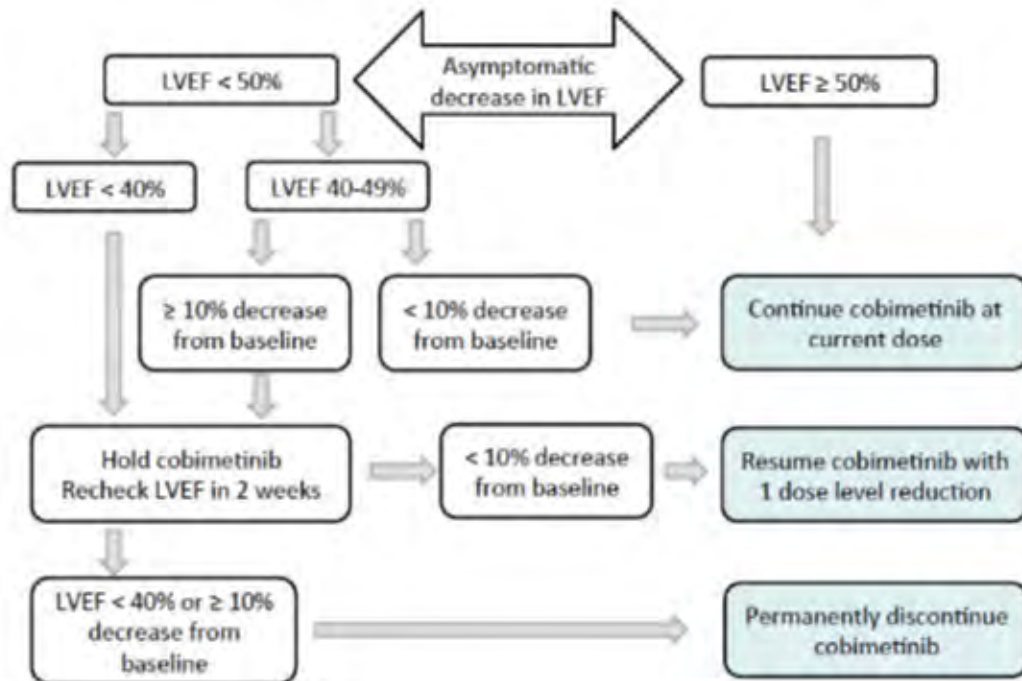 Asymptomatic
decrease in LVEF
LVEF < 50%
LVEF ≥ 50%
LVEF < 40%
LVEF 40-49%
≥ 10% decrease
from baseline
< 10% decrease
from baseline
Continue cobimetinib at
current dose
Hold cobimetinib
Recheck LVEF in 2 weeks
< 10% decrease
from baseline
Resume cobimetinib with
1 dose level reduction
LVEF < 40% or ≥ 10%
decrease from
baseline
Permanently discontinue
cobimetinib